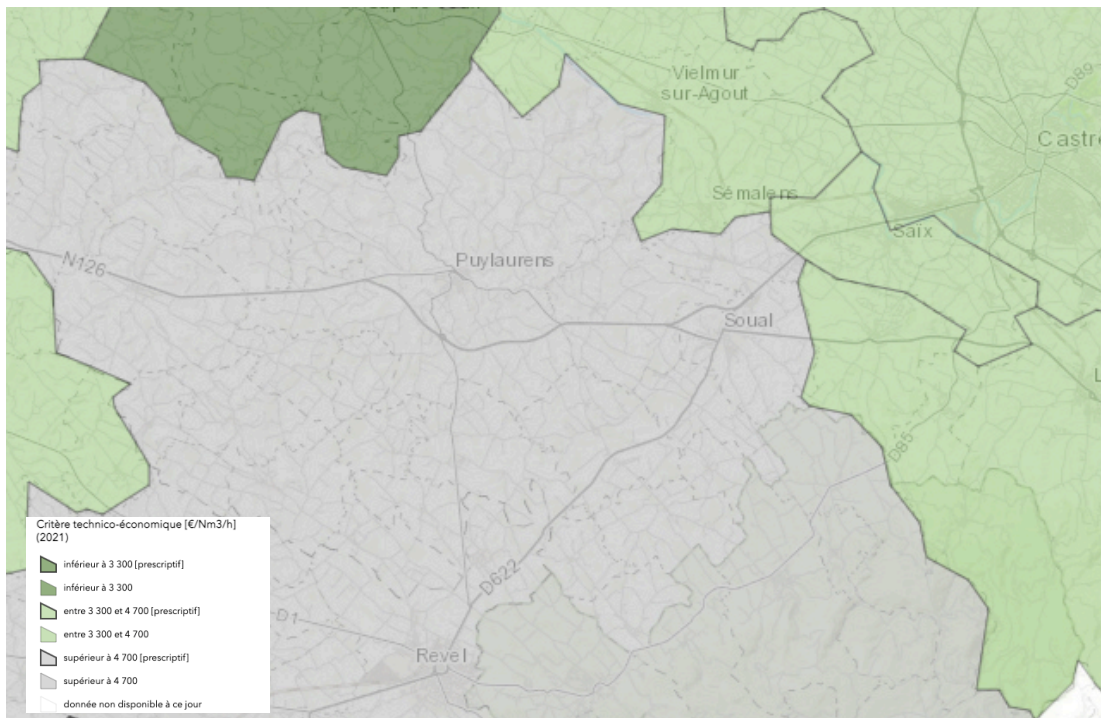 Vielmur
sur-Agout
D89
Castr
Sémalens
Saïx
N126
Puylaurens
Soual
L
D85
D622
D1
Revel
Critère technico-économique [€/Nm3/h]
(2021)
inférieur à 3 300 [prescriptif]
inférieur à 3 300
entre 3 300 et 4 700 [prescriptif]
entre 3 300 et 4 700
supérieur à 4 700 [prescriptif]
supérieur à 4 700
donnée non disponible à ce jour